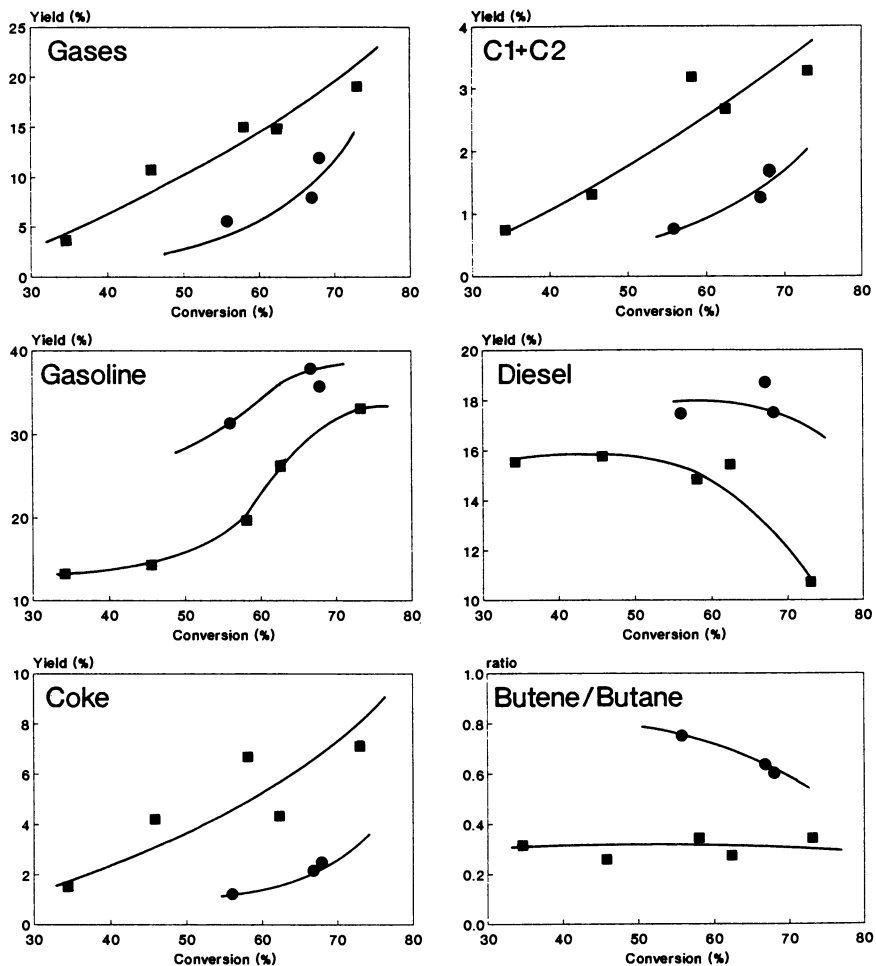 Yield (%)
Gases
25
20
15
10
5
0
30 40 50 60 70 80
Conversion (%)
Yield (%)
C1+C2
4
3
2
1
0
30 40 50 60 70 80
Conversion (%)
Yield (%)
Gasoline
40
30
20
10
30 40 50 60 70 80
Conversion (%)
Yield (%)
Diesel
20
18
16
14
12
10
30 40 50 60 70 80
Conversion (%)
Yield (%)
Coke
10
8
6
4
2
0
30 40 50 60 70 80
Conversion (%)
ratio
Butene/Butane
1.0
0.8
0.6
0.4
0.2
0.0
30 40 50 60 70 80
Conversion (%)